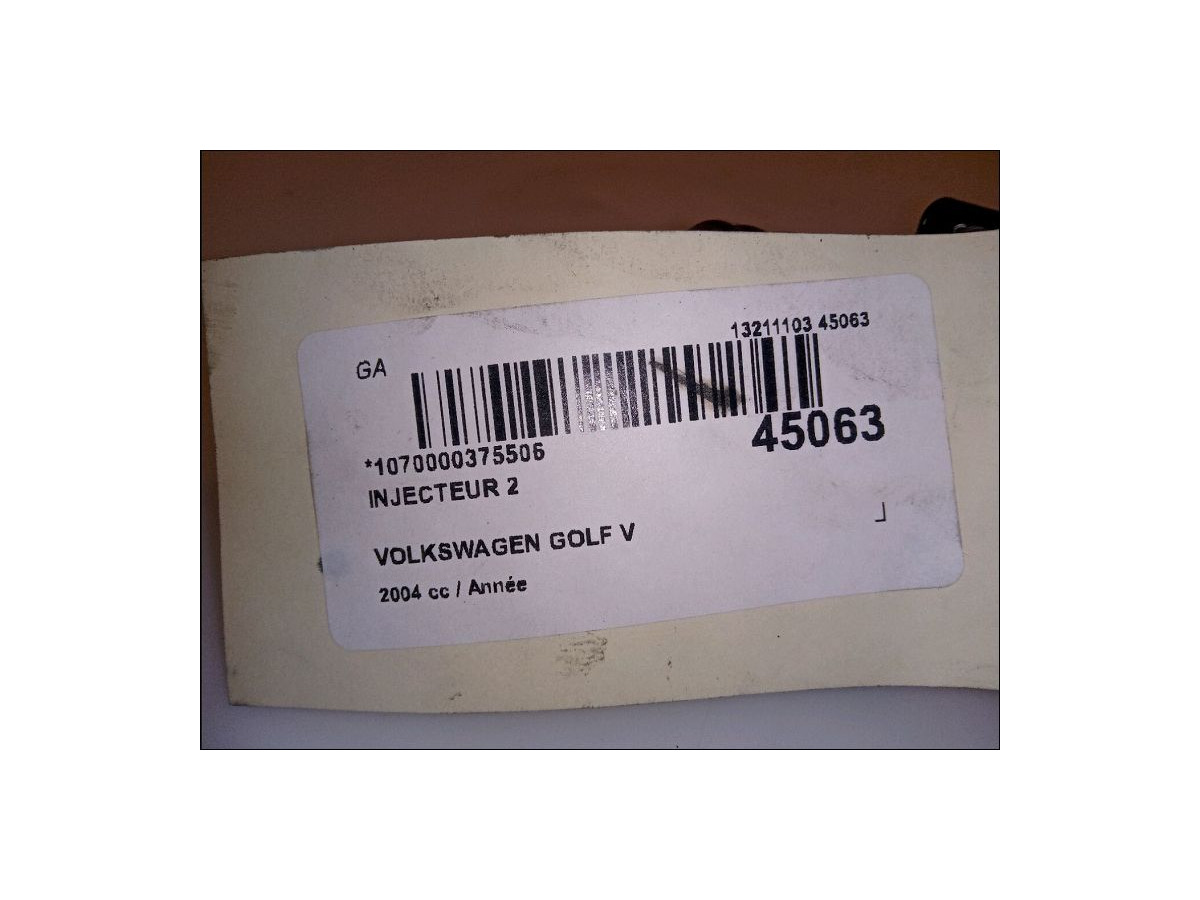 13211103 45063
GA
45063
*1070000375506
INJECTEUR 2
VOLKSWAGEN GOLF V
2004 cc / Année